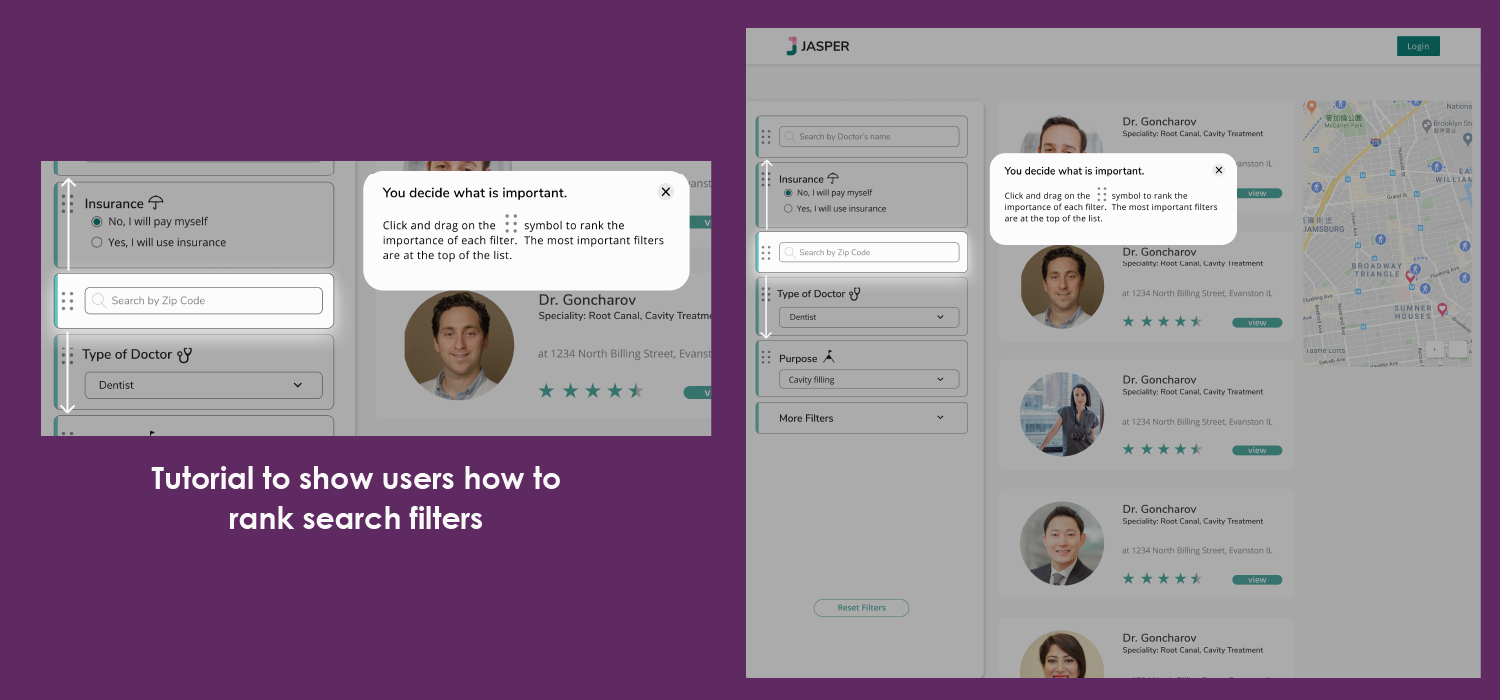 Insurance
No, I will pay myself
Yes, I will use insurance
Search by Zip Code
Type of Doctor
Dentist
You decide what is important.
Click and drag on the symbol to rank the
importance of each filter. The most important filters
are at the top of the list.
Dr. Goncharov
Speciality: Root Canal, Cavity Treatm
at 1234 North Billing Street, Evanst
Tutorial to show users how to
rank search filters
JASPER
Login
Search by Doctor's name
Insurance
No, I will pay myself
Yes, I will use insurance
Search by Zip Code
Type of Doctor
Dentist
Purpose
Cavity filling
More Filters
Reset Filters
Dr. Goncharov
Speciality: Root Canal, Cavity Treatment
on IL
view
You decide what is important.
Click and drag on the symbol to rank the
importance of each filter. The most important filters
are at the top of the list.
Dr. Goncharov
Speciality: Root Canal, Cavity Treatment
at 1234 North Billing Street, Evanston IL
view
Dr. Goncharov
Speciality: Root Canal, Cavity Treatment
at 1234 North Billing Street, Evanston IL
view
Dr. Goncharov
Speciality: Root Canal, Cavity Treatment
at 1234 North Billing Street, Evanston IL
view
Dr. Goncharov
Speciality: Root Canal, Cavity Treatment
Nationa
McCarren Park
Grand St
Brooklyn Ste
EA
WILLIAM
IAMSBURG
BROADWAY
TRIANGLE
Flushing Ave
SUMNER
HOUSES
Flushing Ave
Park Ave
DeKalb Ave